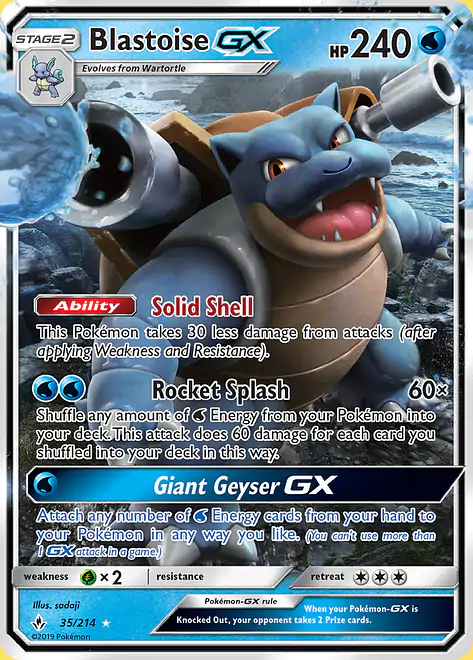 STAGE2 Blastoise GX HP240
Evolves from Wartortle
Ability Solid Shell
This Pokémon takes 30 less damage from attacks (after
applying Weakness and Resistance).
Rocket Splash 60×
Shuffle any amount of Energy from your Pokémon into
your deck.This attack does 60 damage for each card you
shuffled into your deck in this way.
Giant Geyser GX
Attach any number of Energy cards from your hand to
your Pokémon in any way you like. (You can't use more than
1 GX attack in a game.)
weakness ×2 resistance retreat
Illus. sadaji
35/214
©2019 Pokémon
Pokémon-GX rule
When your Pokémon-GX is
Knocked Out, your opponent takes 2 Prize cards.